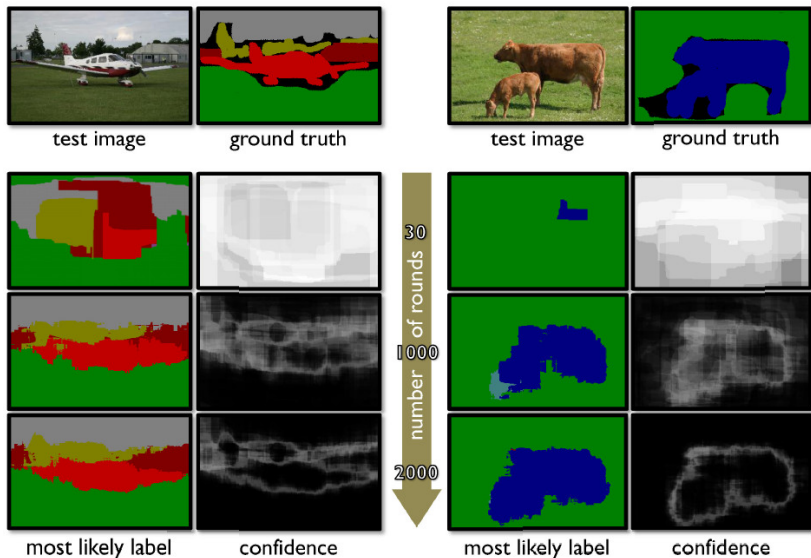 test image
ground truth
test image
ground truth
number of rounds
30
1000
2000
most likely label
confidence
most likely label
confidence